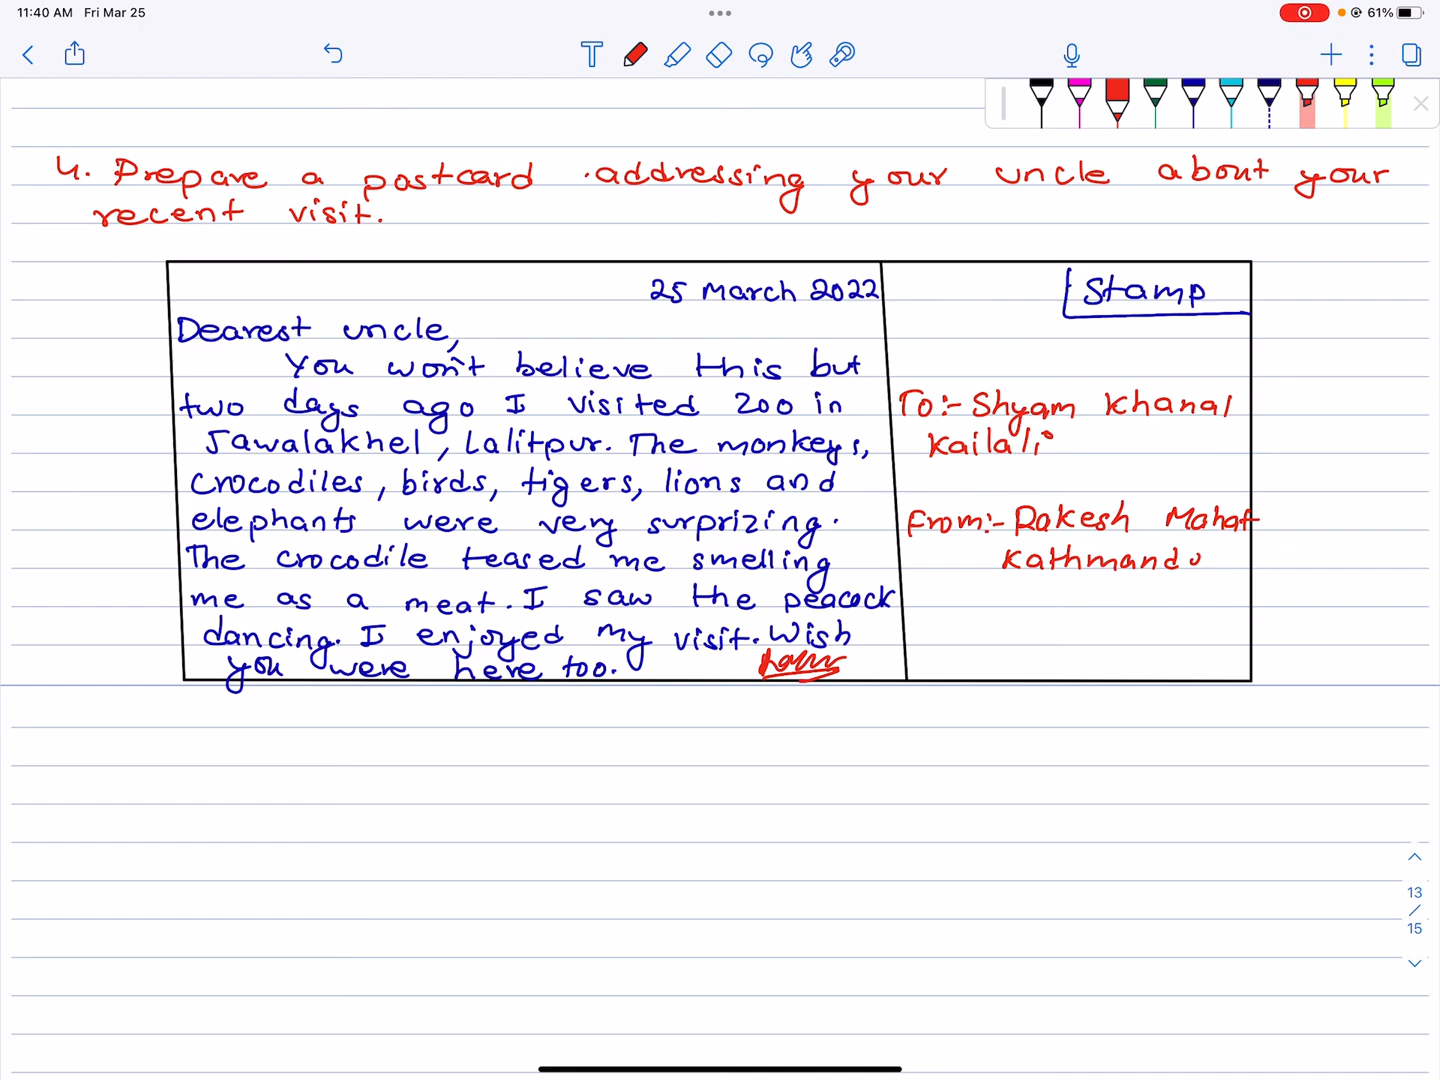 11:40 AM Fri Mar 25
61%
4. Prepare a postcard addressing your uncle about your
recent visit.
25 March 2022
Stamp
Dearest uncle,
You won't believe this but
two days ago I visited zoo in
Jawalakhel, Lalitpur. The monkeys,
crocodiles, birds, tigers, lions and
elephants were very surprizing.
The crocodile teased me smelling
me as a meat. I saw the peacock
dancing. I enjoyed my visit. Wish
you were here too.
To:- Shyam Khanal
Kailali
From:- Rakesh Mahat
Kathmandu
13
/
15